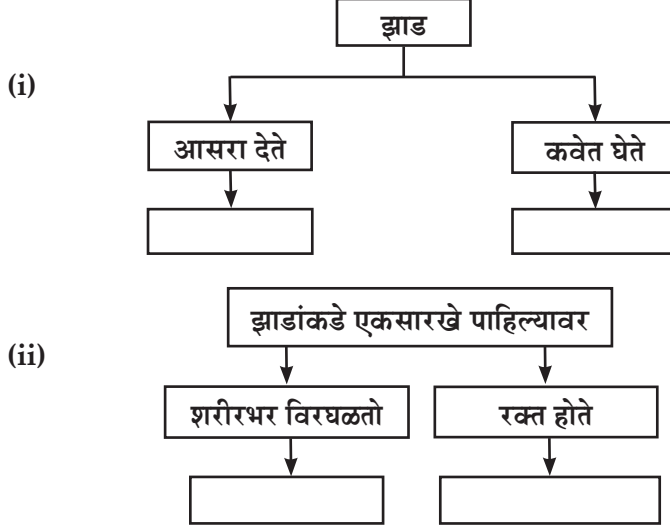 झाड
(i)
आसरा देते
कवेत घेते
झाडांकडे एकसारखे पाहिल्यावर
(ii)
शरीरभर विरघळतो
रक्त होते